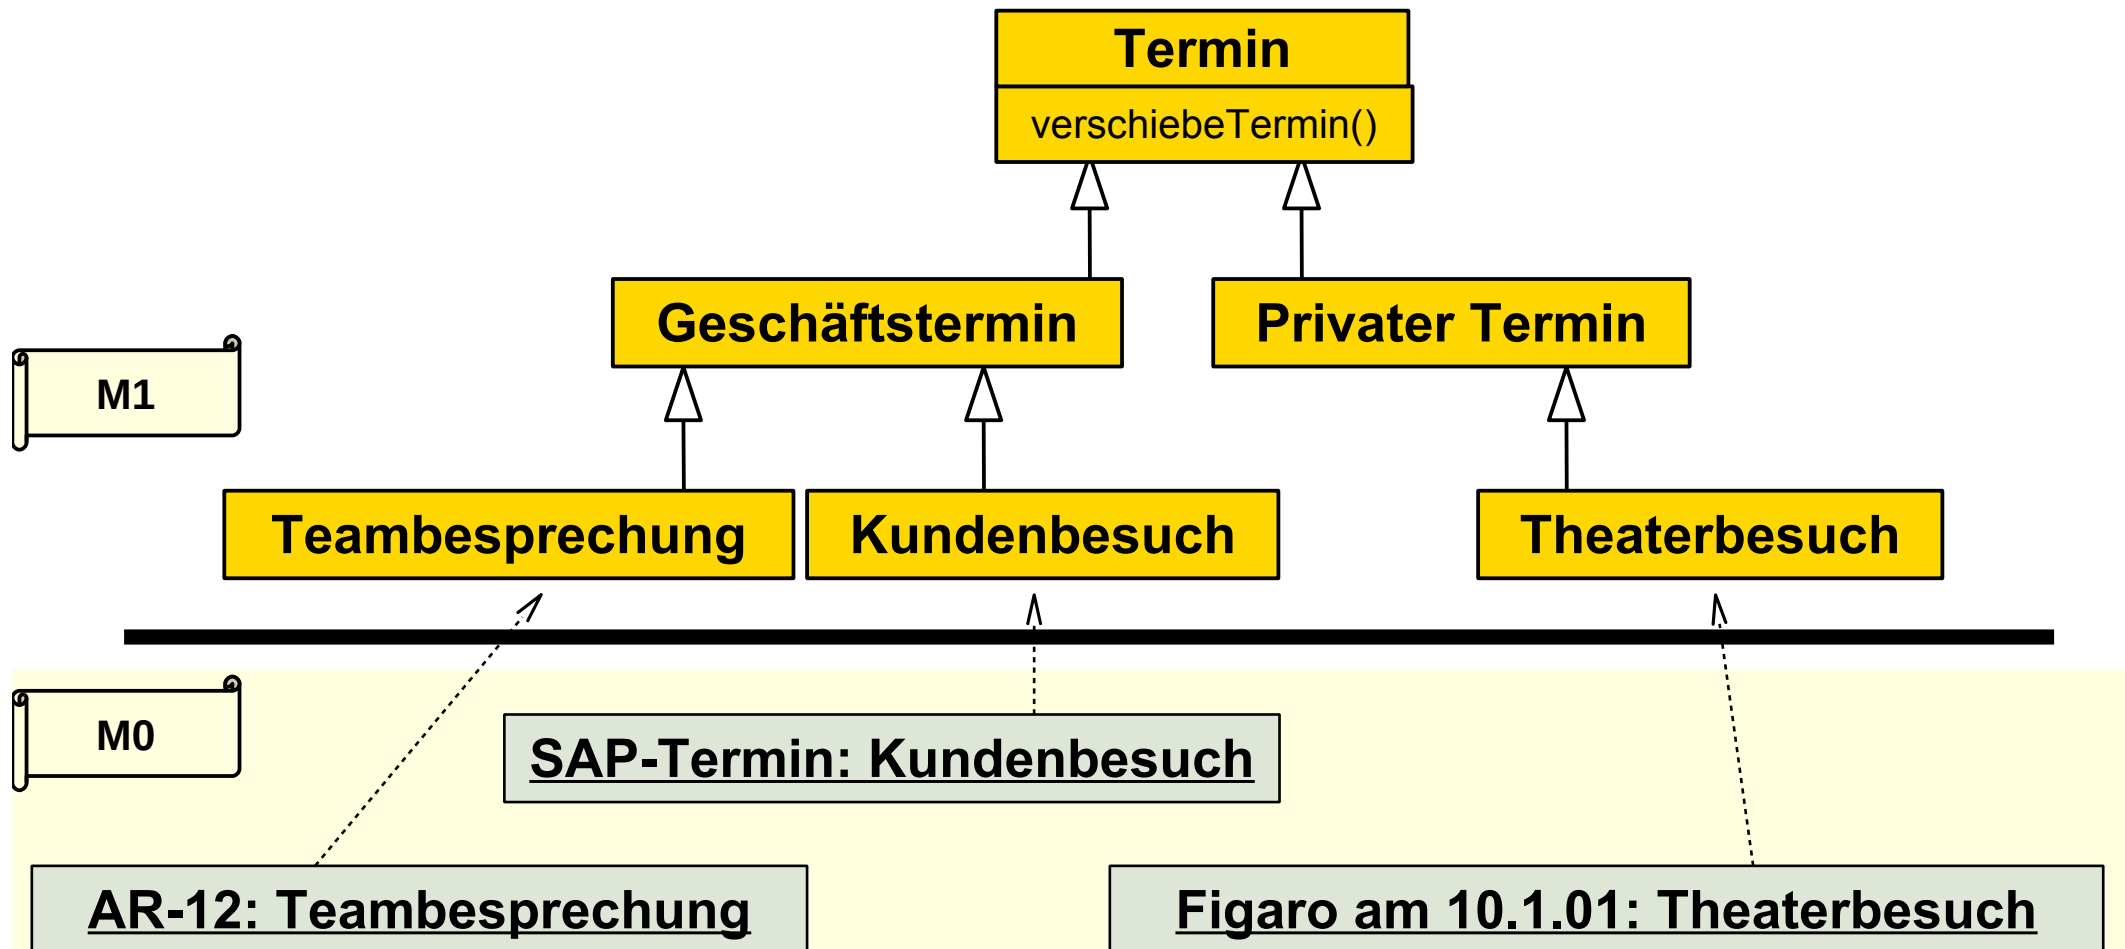 Termin
verschiebeTermin()
Geschäftstermin
Privater Termin
M1
Teambesprechung
Kundenbesuch
Theaterbesuch
M0
SAP-Termin: Kundenbesuch
AR-12: Teambesprechung
Figaro am 10.1.01: Theaterbesuch